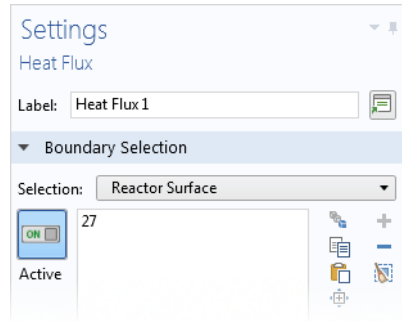 Settings
Heat Flux
Label: Heat Flux 1
Boundary Selection
Selection: Reactor Surface
27
ON
Active